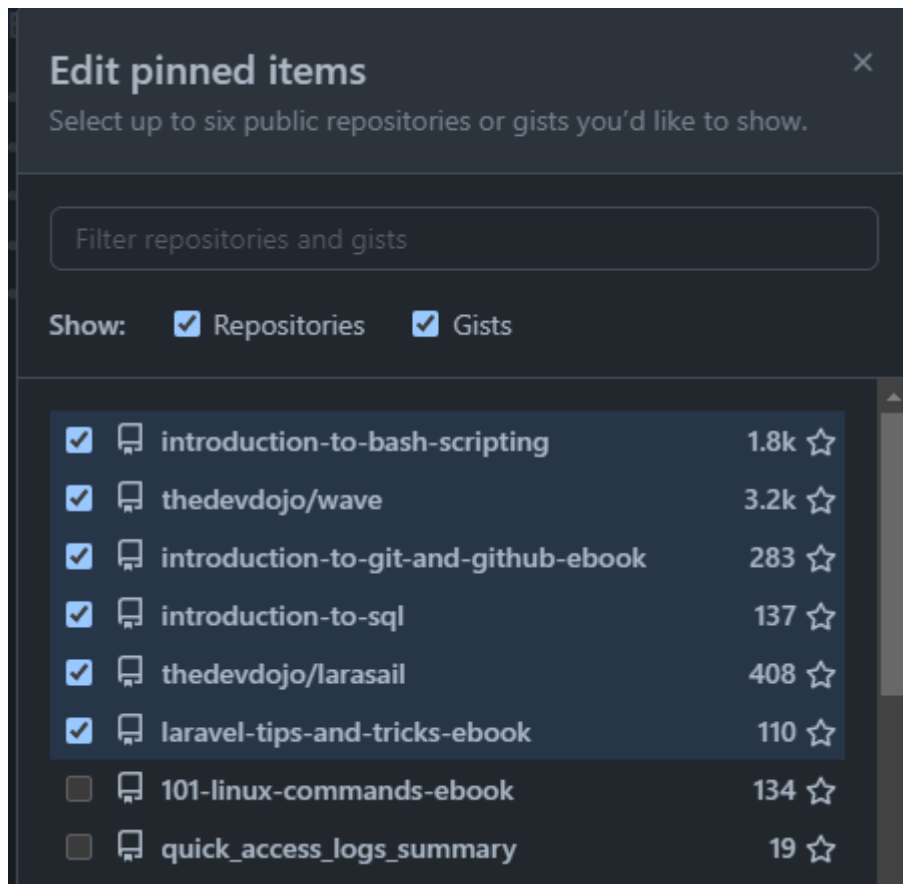 Edit pinned items
Select up to six public repositories or gists you’d like to show.
Filter repositories and gists
Show: Repositories Gists
introduction-to-bash-scripting 1.8k
thedevdojo/wave 3.2k
introduction-to-git-and-github-ebook 283
introduction-to-sql 137
thedevdojo/larasail 408
laravel-tips-and-tricks-ebook 110
101-linux-commands-ebook 134
quick_access_logs_summary 19